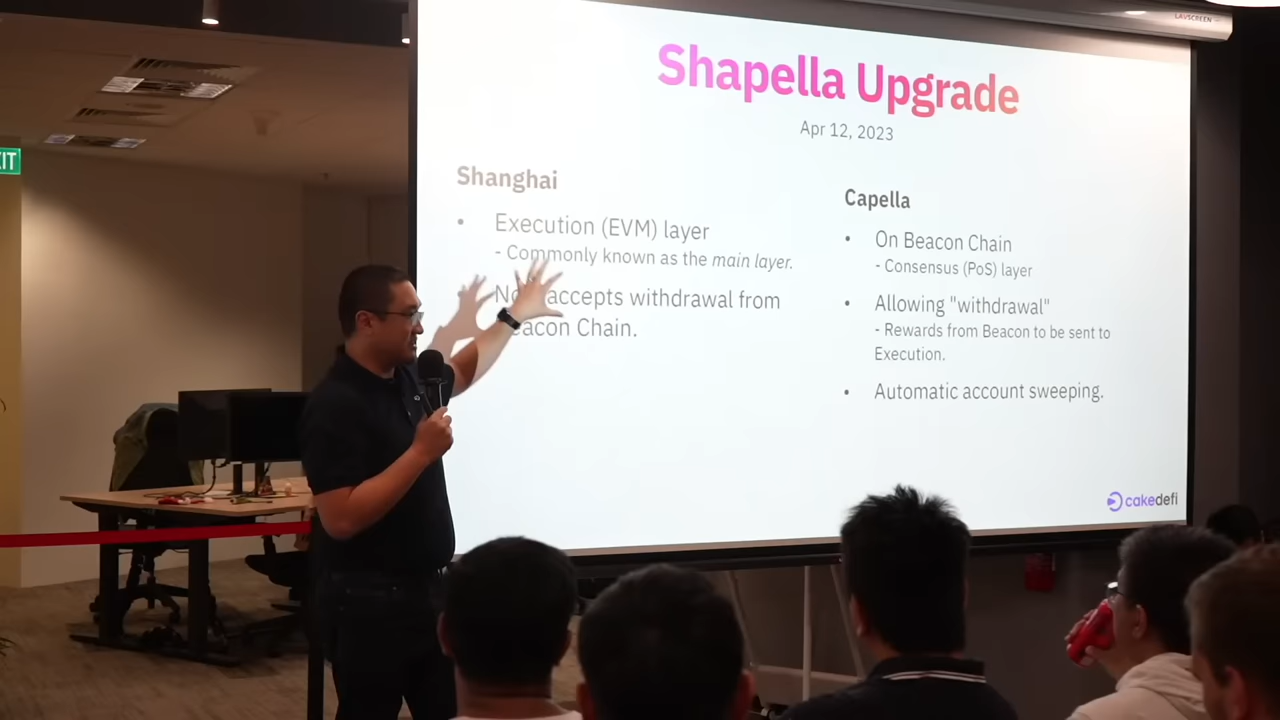 LAVSCREEN
Shapella Upgrade
Apr 12, 2023
Shanghai
• Execution (EVM) layer
- Commonly known as the main layer.
accepts withdrawal from
Chain.
Capella
• On Beacon Chain
- Consensus (PoS) layer
• Allowing "withdrawal"
- Rewards from Beacon to be sent to
Execution.
• Automatic account sweeping.
cakedefi